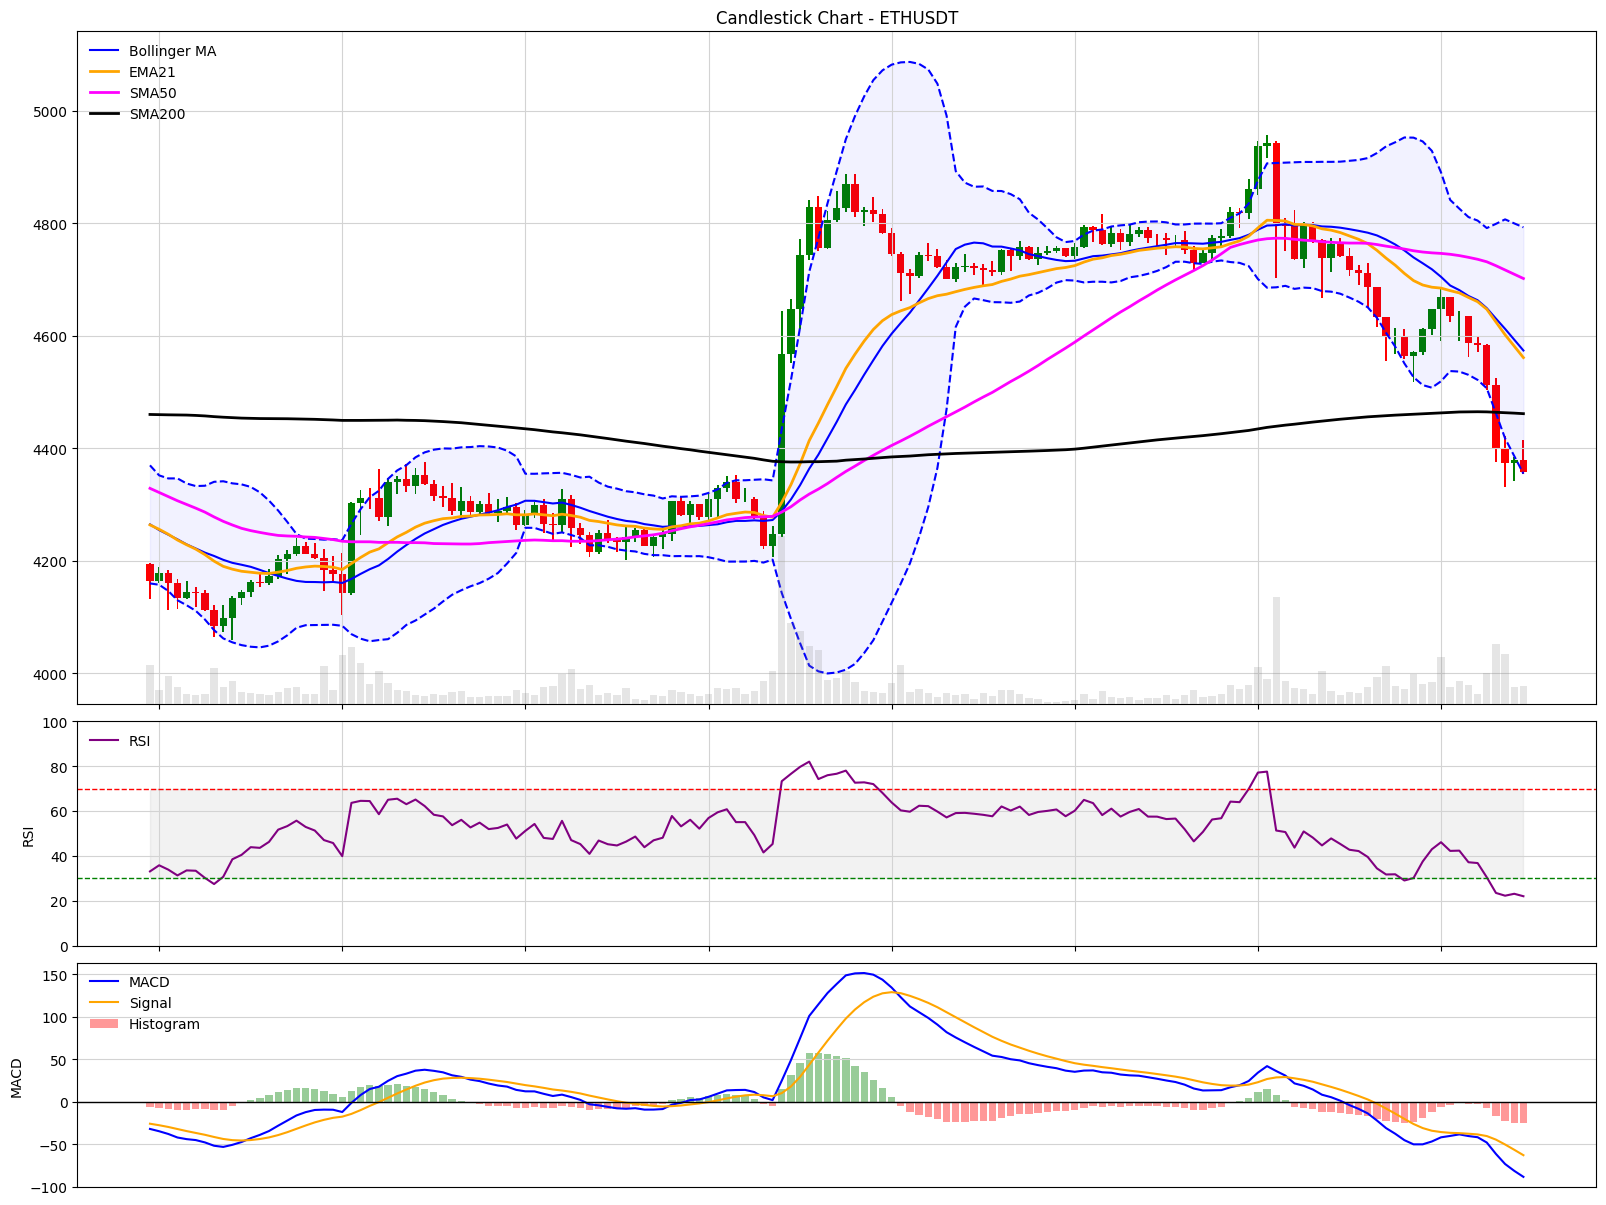 Candlestick Chart - ETHUSDT
Bollinger MA
EMA21
SMA50
SMA200
5000
4800
4600
4400
4200
4000
100
RSI
80
60
RSI
40
20
0
150
MACD
Signal
100
Histogram
50
MACD
0
−50
−100